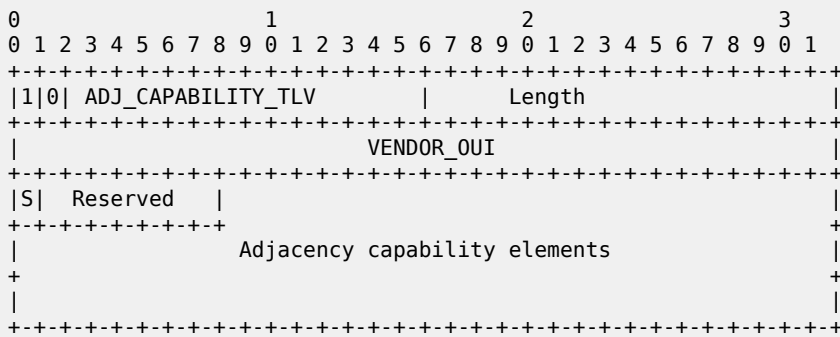 0                   1                   2                   3
0 1 2 3 4 5 6 7 8 9 0 1 2 3 4 5 6 7 8 9 0 1 2 3 4 5 6 7 8 9 0 1
+-+-+-+-+-+-+-+-+-+-+-+-+-+-+-+-+-+-+-+-+-+-+-+-+-+-+-+-+-+-+-+-+
|1|0| ADJ_CAPABILITY_TLV        |      Length                   |
+-+-+-+-+-+-+-+-+-+-+-+-+-+-+-+-+-+-+-+-+-+-+-+-+-+-+-+-+-+-+-+-+
|                           VENDOR_OUI                          |
+-+-+-+-+-+-+-+-+-+-+-+-+-+-+-+-+-+-+-+-+-+-+-+-+-+-+-+-+-+-+-+-+
|S|  Reserved   |                                               |
+-+-+-+-+-+-+-+-+                                               +
|                 Adjacency capability elements                 |
+                                                               +
|                                                               |
+-+-+-+-+-+-+-+-+-+-+-+-+-+-+-+-+-+-+-+-+-+-+-+-+-+-+-+-+-+-+-+-+